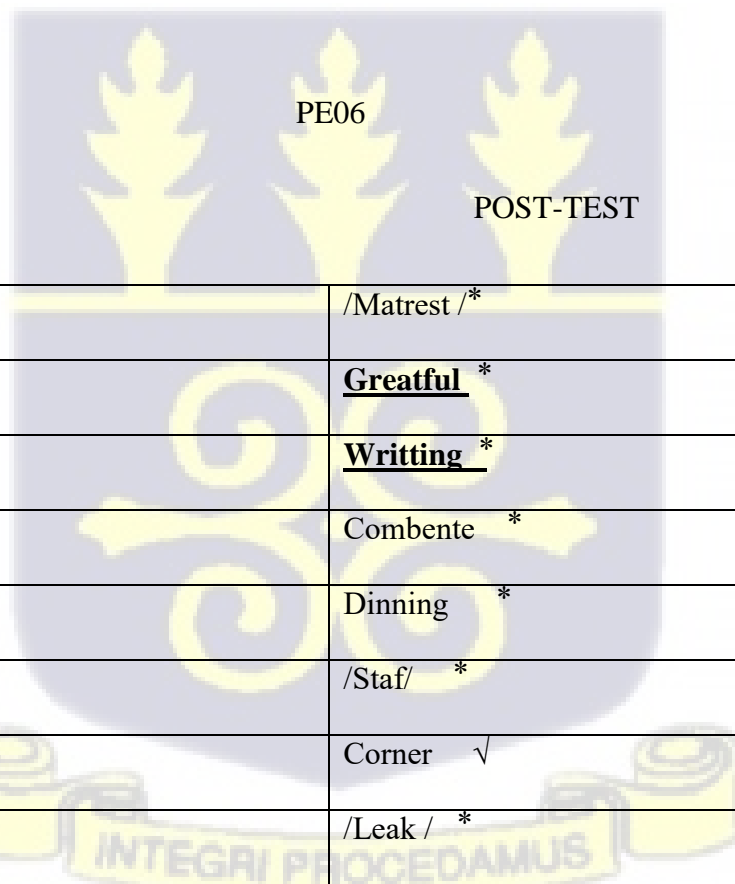 PE06
POST-TEST
/Matrest /*
Greatful *
Writting *
Combente *
Dinning *
/Staf/ *
Corner √
/Leak / *
INTEGRI PROCEDAMUS